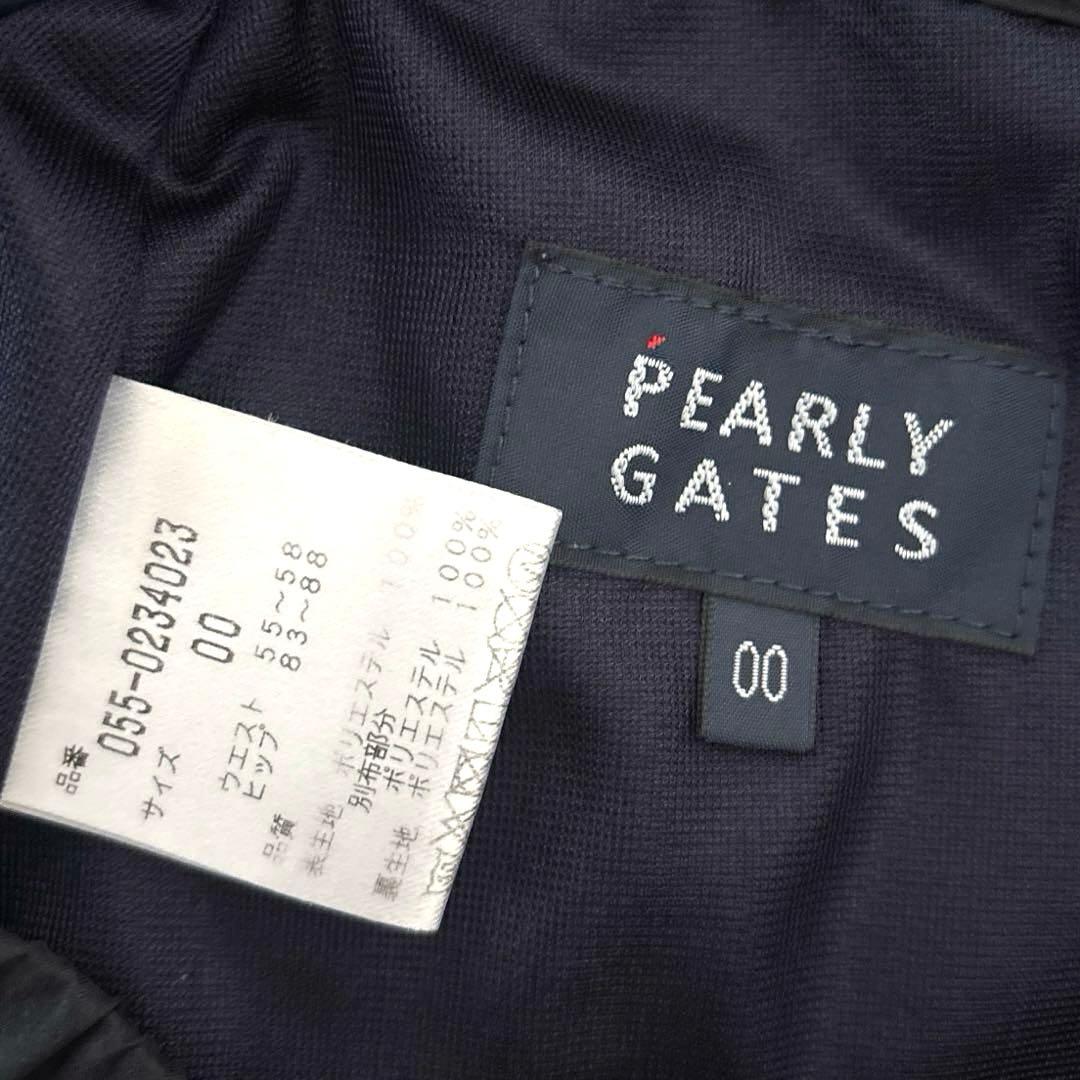 PEARLY
GATES
00
品番 055-0234023
サイズ 00
ウエスト 55~58
ヒップ 83~88
品質
表生地 ポリエステル 100%
別布部分
ポリエステル 100%
裏生地 ポリエステル 100%